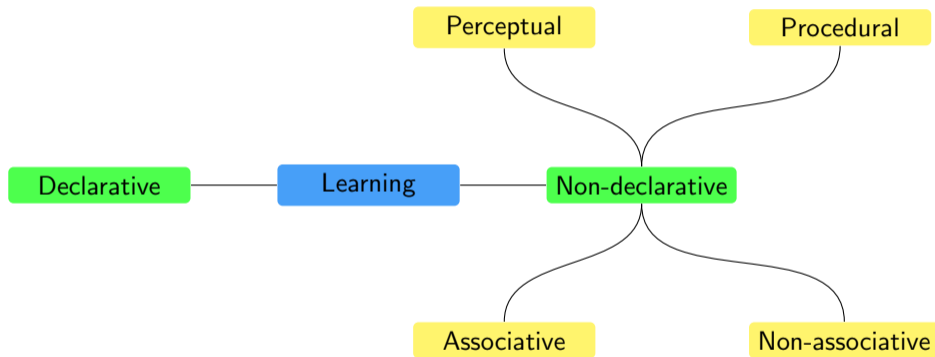 Perceptual
Procedural
Declarative
Learning
Non-declarative
Associative
Non-associative